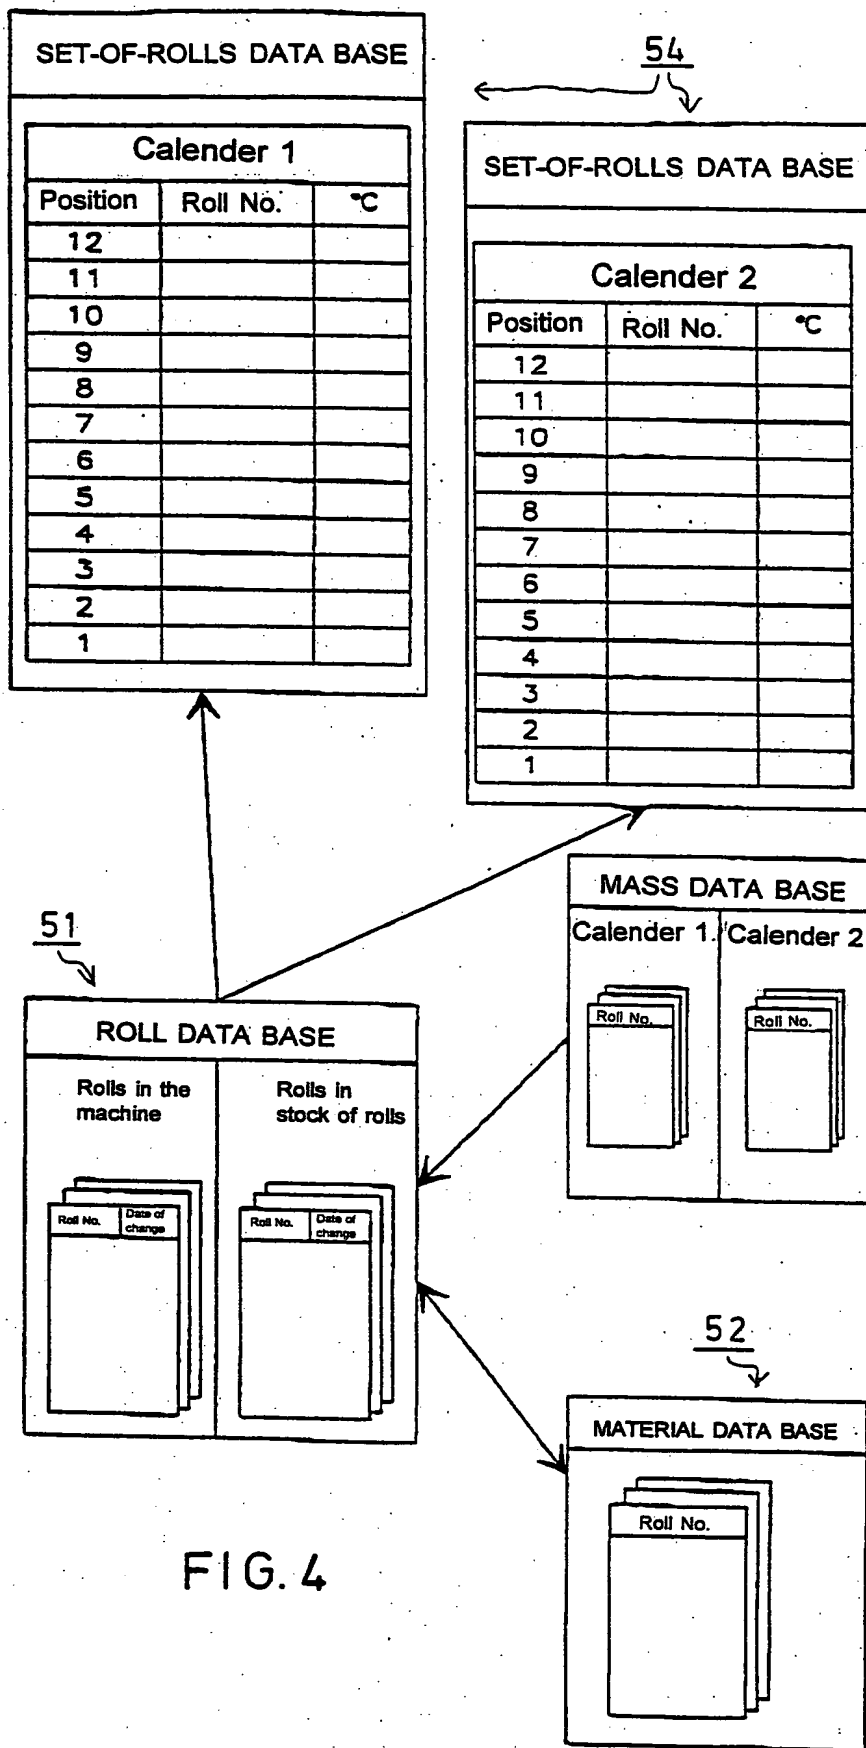 SET-OF-ROLLS DATA BASE
Calender 1
Position Roll No. °C
12
11
10
9
8
7
6
5
4
3
2
1
54
SET-OF-ROLLS DATA BASE
Calender 2
Position Roll No. °C
12
11
10
9
8
7
6
5
4
3
2
1
MASS DATA BASE
Calender 1 Calender 2
Roll No. Roll No.
51
ROLL DATA BASE
Rolls in the
machine
Rolls in
stock of rolls
Roll No. Date of
change
Roll No. Date of
change
52
MATERIAL DATA BASE
Roll No.
FIG. 4